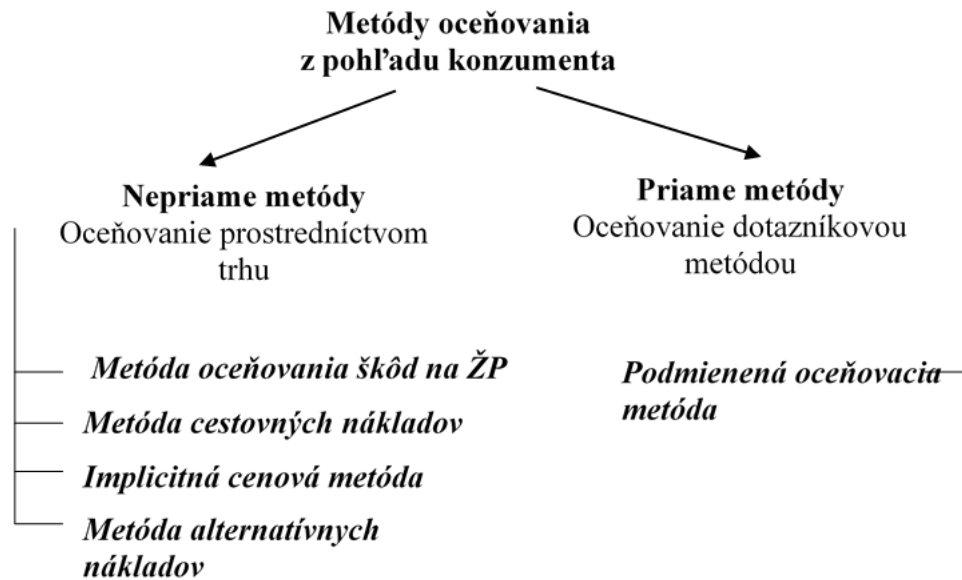 Metódy oceňovania
z pohľadu konzumenta
Nepriame metódy
Oceňovanie prostredníctvom
trhu
Priame metódy
Oceňovanie dotazníkovou
metódou
Metóda oceňovania škôd na ŽP
Metóda cestovných nákladov
Implicitná cenová metóda
Metóda alternatívnych
nákladov
Podmienená oceňovacia
metóda